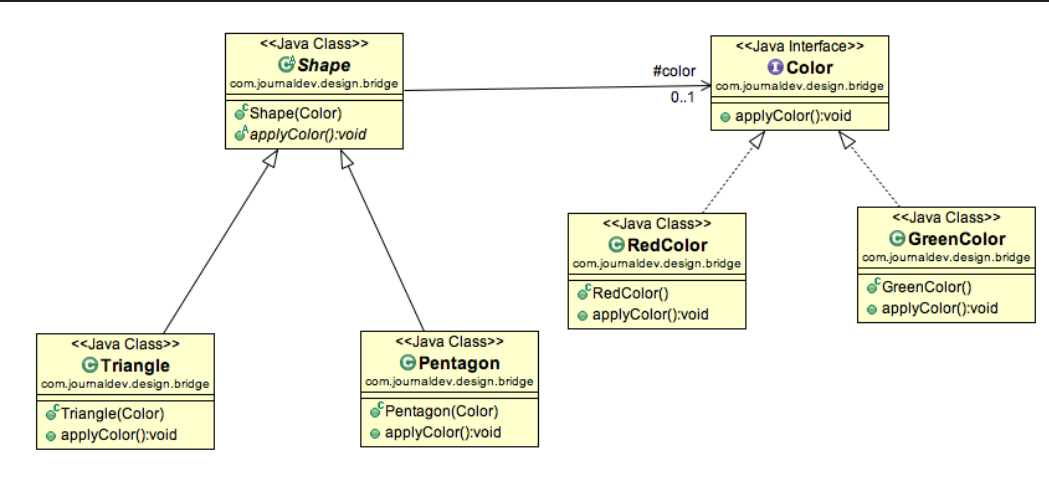 <<Java Class>>
Shape
com.journaldev.design.bridge
Shape(Color)
applyColor():void
#color
0..1
<<Java Interface>>
Color
com.journaldev.design.bridge
applyColor():void
<<Java Class>>
RedColor
com.journaldev.design.bridge
RedColor()
applyColor():void
<<Java Class>>
GreenColor
com.journaldev.design.bridge
GreenColor()
applyColor():void
<<Java Class>>
Triangle
com.journaldev.design.bridge
Triangle(Color)
applyColor():void
<<Java Class>>
Pentagon
com.journaldev.design.bridge
Pentagon(Color)
applyColor():void